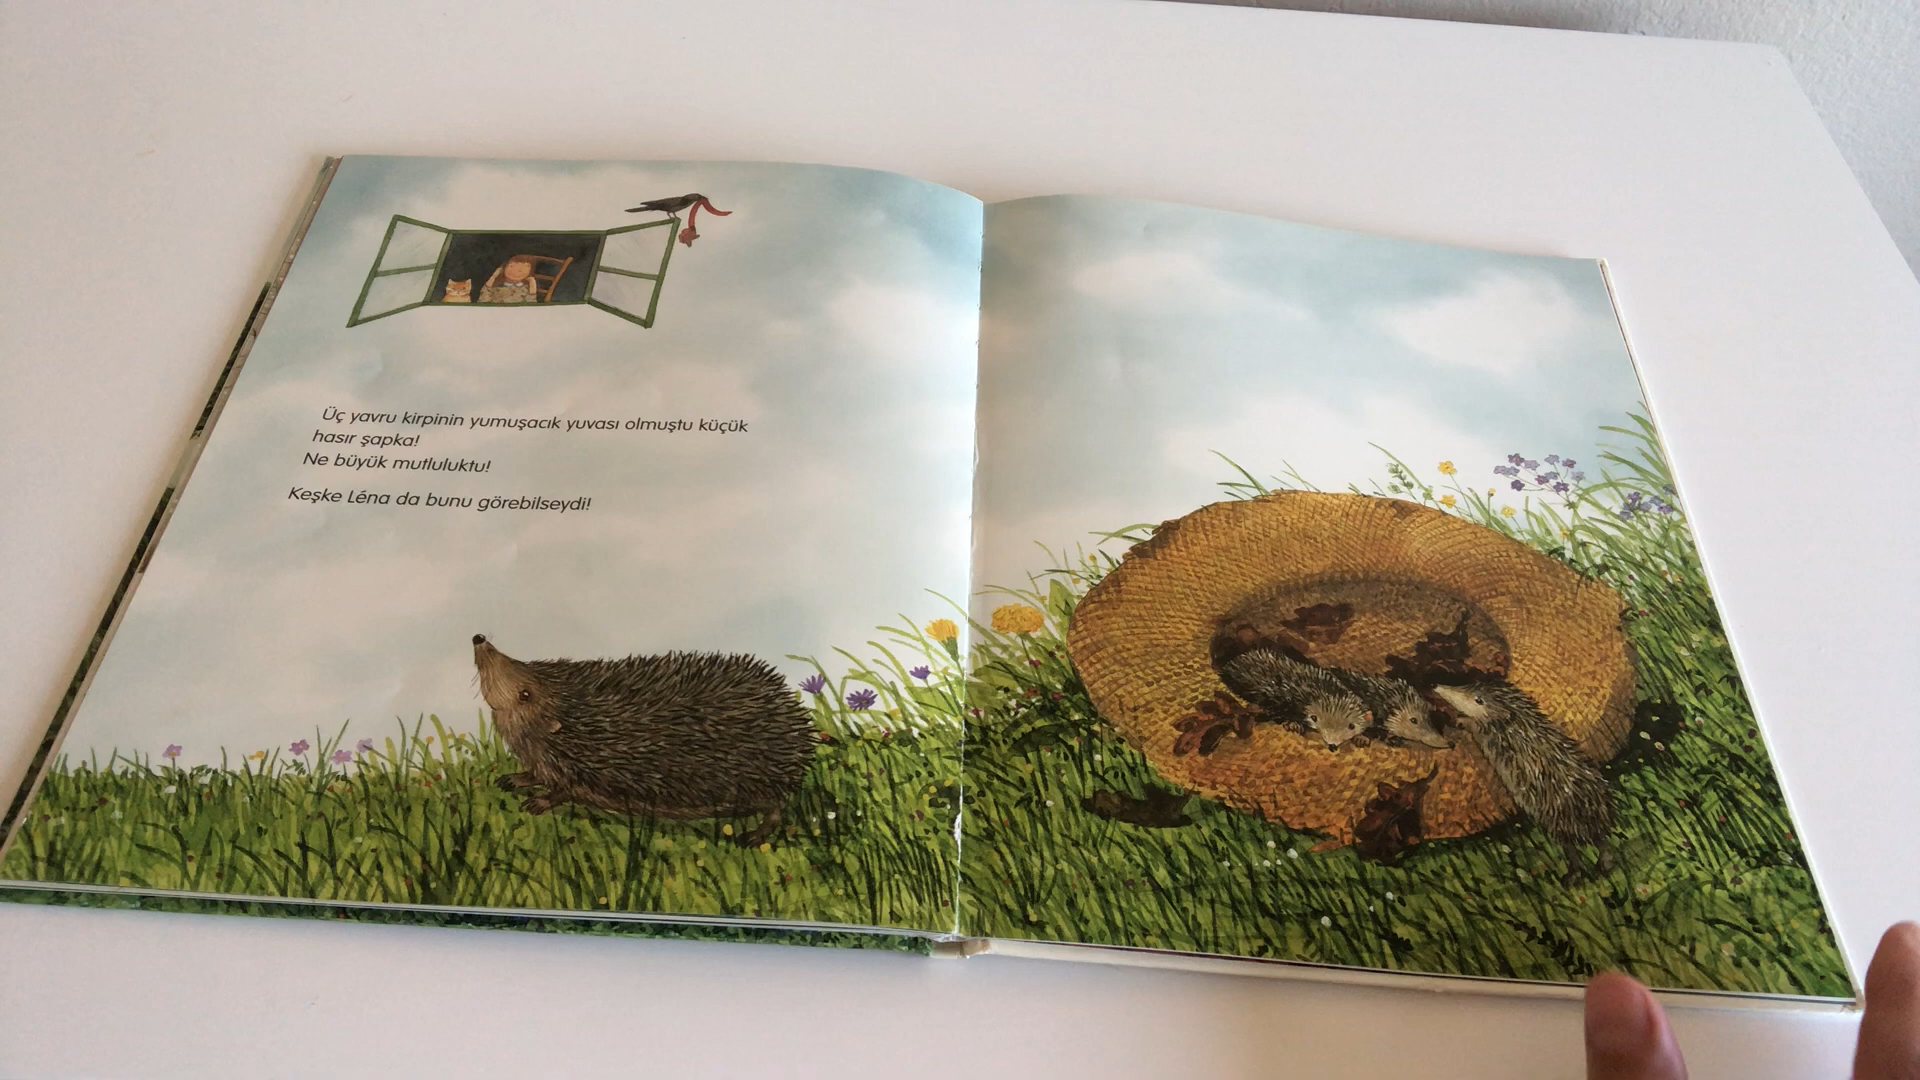 Üç yavru kirpinin yumuşacık yuvası olmuştu küçük
hasır şapka!
Ne büyük mutluluktu!
Keşke Léna da bunu görebilseydi!